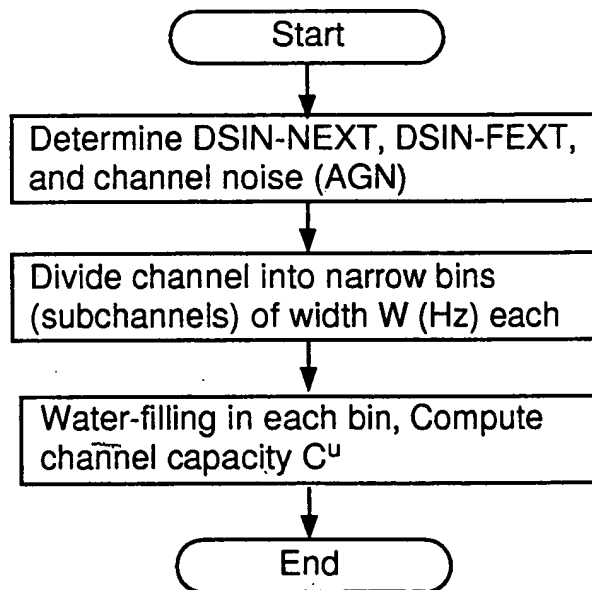 Start
Determine DSIN-NEXT, DSIN-FEXT,
and channel noise (AGN)
Divide channel into narrow bins
(subchannels) of width W (Hz) each
Water-filling in each bin, Compute
channel capacity Cᵘ
End